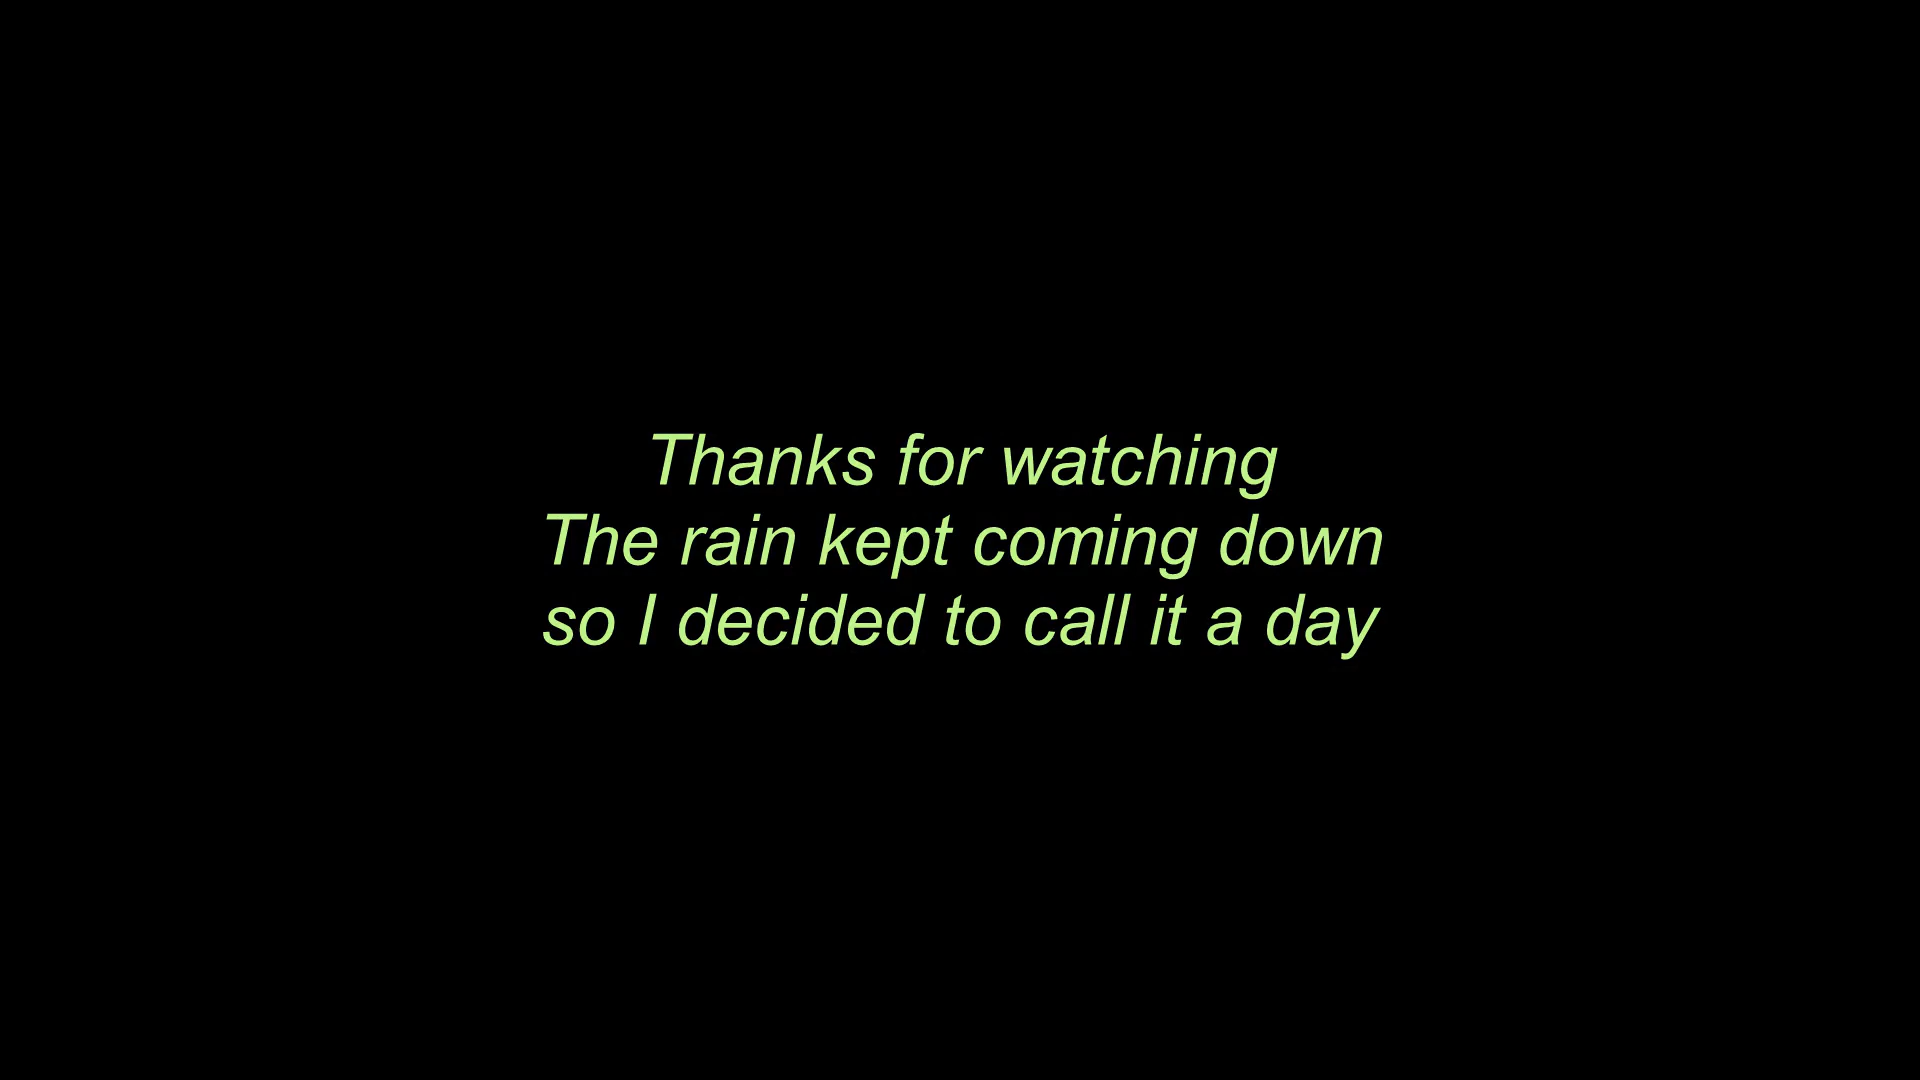 Thanks for watching
The rain kept coming down
so I decided to call it a day